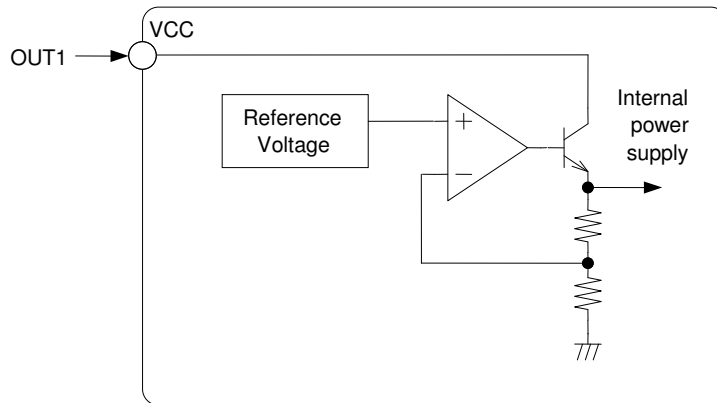 VCC
OUT1
Reference
Voltage
+
−
Internal
power
supply